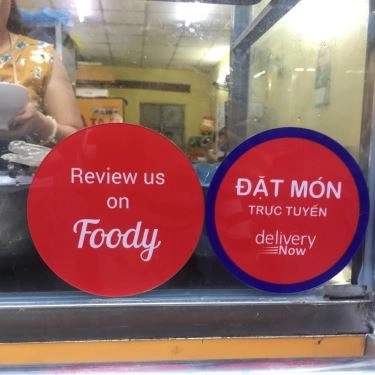 Review us
on
Foody
ĐẶT MÓN
TRỰC TUYẾN
delivery
Now